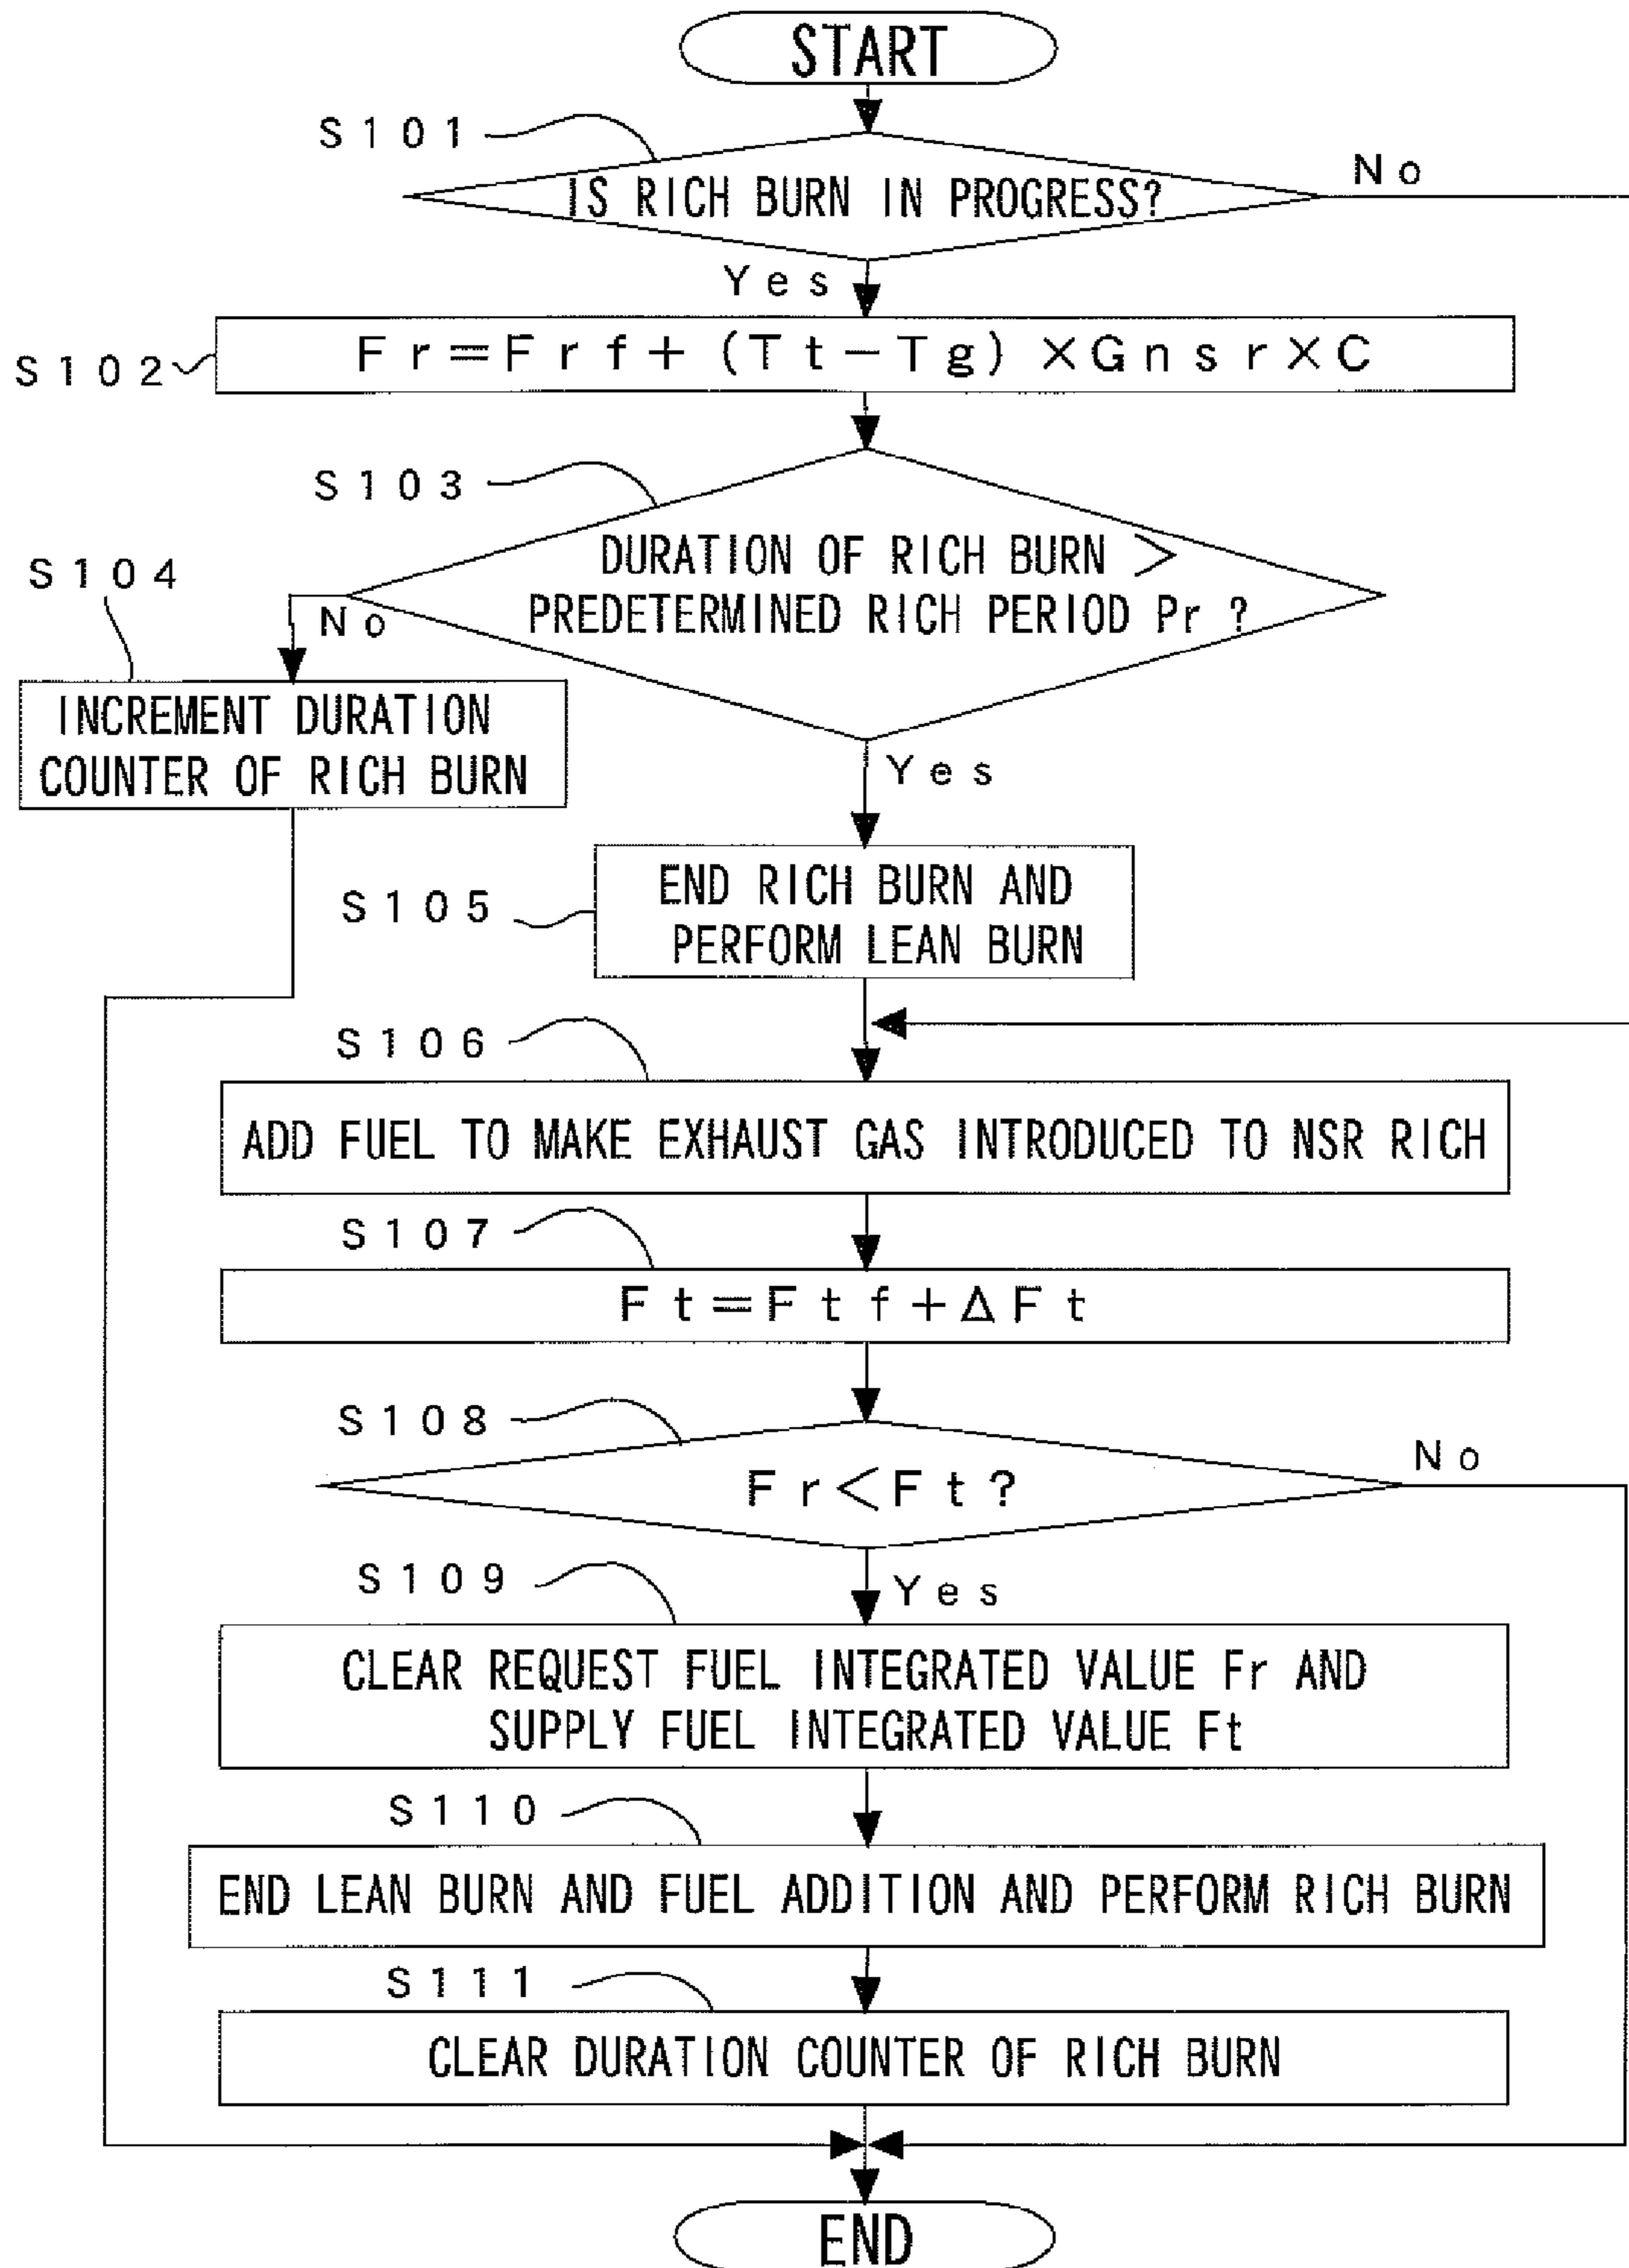 START
S101
IS RICH BURN IN PROGRESS?
No
Yes
S102
Fr=Frf+(Tt-Tg)×Gnsr×C
S103
DURATION OF RICH BURN >
PREDETERMINED RICH PERIOD Pr ?
S104
No
INCREMENT DURATION
COUNTER OF RICH BURN
Yes
S105
END RICH BURN AND
PERFORM LEAN BURN
S106
ADD FUEL TO MAKE EXHAUST GAS INTRODUCED TO NSR RICH
S107
Ft=Ftf+ΔFt
S108
Fr<Ft?
No
S109
Yes
CLEAR REQUEST FUEL INTEGRATED VALUE Fr AND
SUPPLY FUEL INTEGRATED VALUE Ft
S110
END LEAN BURN AND FUEL ADDITION AND PERFORM RICH BURN
S111
CLEAR DURATION COUNTER OF RICH BURN
END